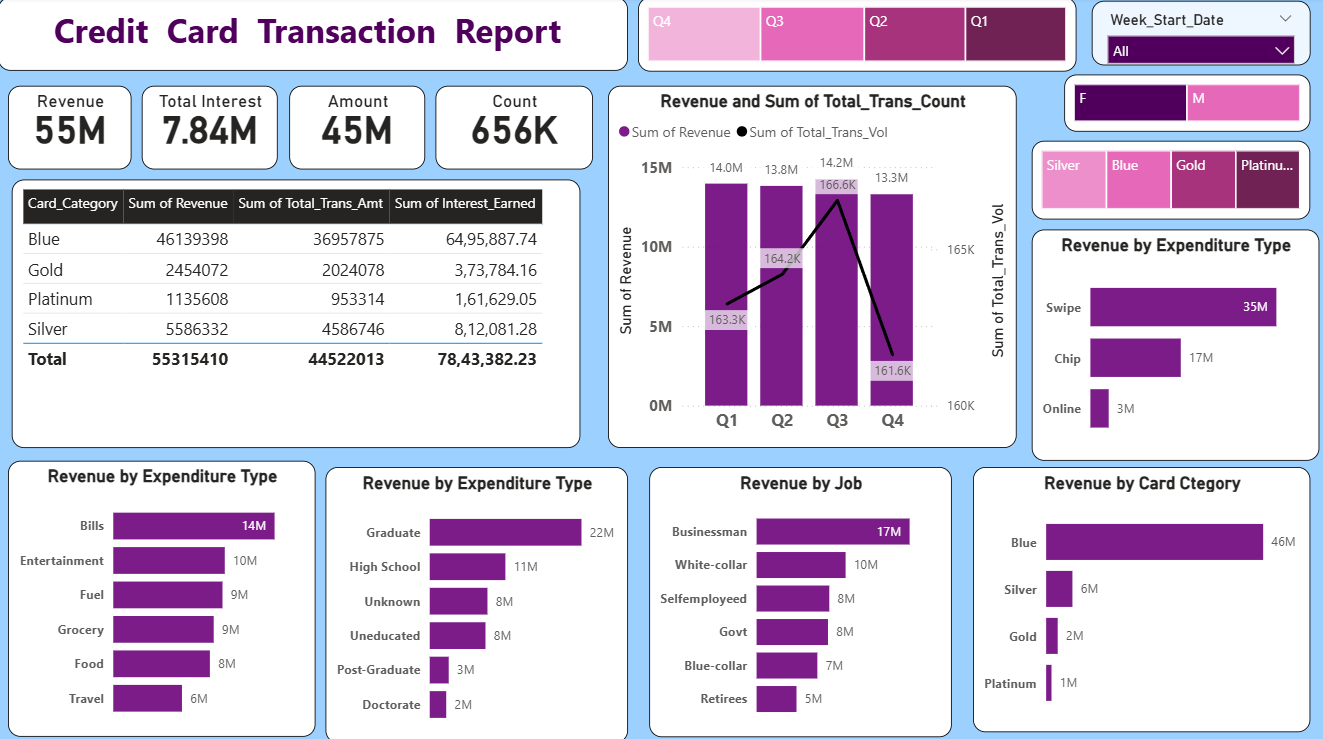 Credit Card Transaction Report
Q4 Q3 Q2 Q1
Week_Start_Date
All
F M
Revenue
55M
Total Interest
7.84M
Amount
45M
Count
656K
Silver Blue Gold Platinu...
Card_Category Sum of Revenue Sum of Total_Trans_Amt Sum of Interest_Earned
Blue 46139398 36957875 64,95,887.74
Gold 2454072 2024078 3,73,784.16
Platinum 1135608 953314 1,61,629.05
Silver 5586332 4586746 8,12,081.28
Total 55315410 44522013 78,43,382.23
Revenue and Sum of Total_Trans_Count
Sum of Revenue Sum of Total_Trans_Vol
Sum of Revenue
15M
10M
5M
0M
14.0M 13.8M 14.2M 13.3M
163.3K 164.2K 166.6K 161.6K
Q1 Q2 Q3 Q4
165K
160K
Sum of Total_Trans_Vol
Revenue by Expenditure Type
Swipe 35M
Chip 17M
Online 3M
Revenue by Expenditure Type
Bills 14M
Entertainment 10M
Fuel 9M
Grocery 9M
Food 8M
Travel 6M
Revenue by Expenditure Type
Graduate 22M
High School 11M
Unknown 8M
Uneducated 8M
Post-Graduate 3M
Doctorate 2M
Revenue by Job
Businessman 17M
White-collar 10M
Selfemployeed 8M
Govt 8M
Blue-collar 7M
Retirees 5M
Revenue by Card Ctegory
Blue 46M
Silver 6M
Gold 2M
Platinum 1M